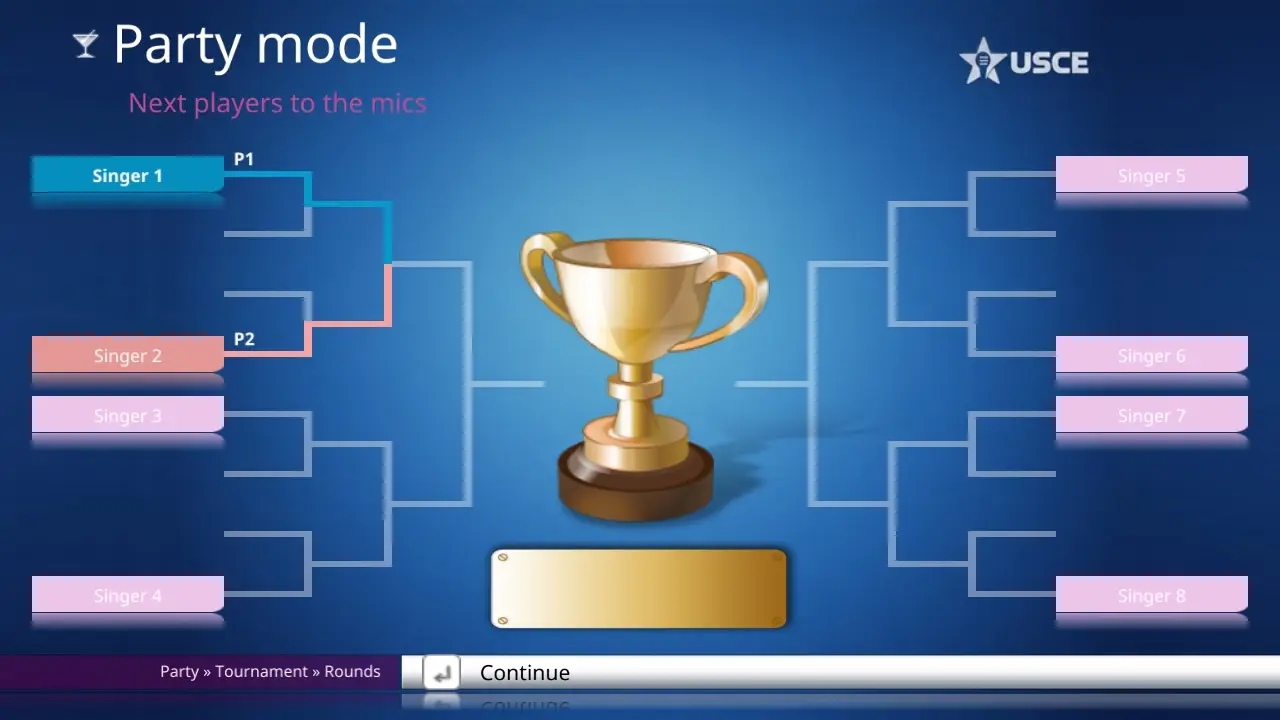 Party mode
USCE
Next players to the mics
Singer 1
P1
Singer 5
P2
Singer 2
Singer 6
Singer 3
Singer 7
Singer 4
Singer 8
Party » Tournament » Rounds
Continue